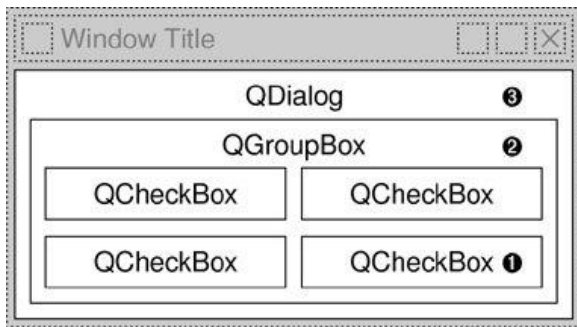 Window Title
QDialog ❸
QGroupBox ❷
QCheckBox QCheckBox
QCheckBox QCheckBox ❶